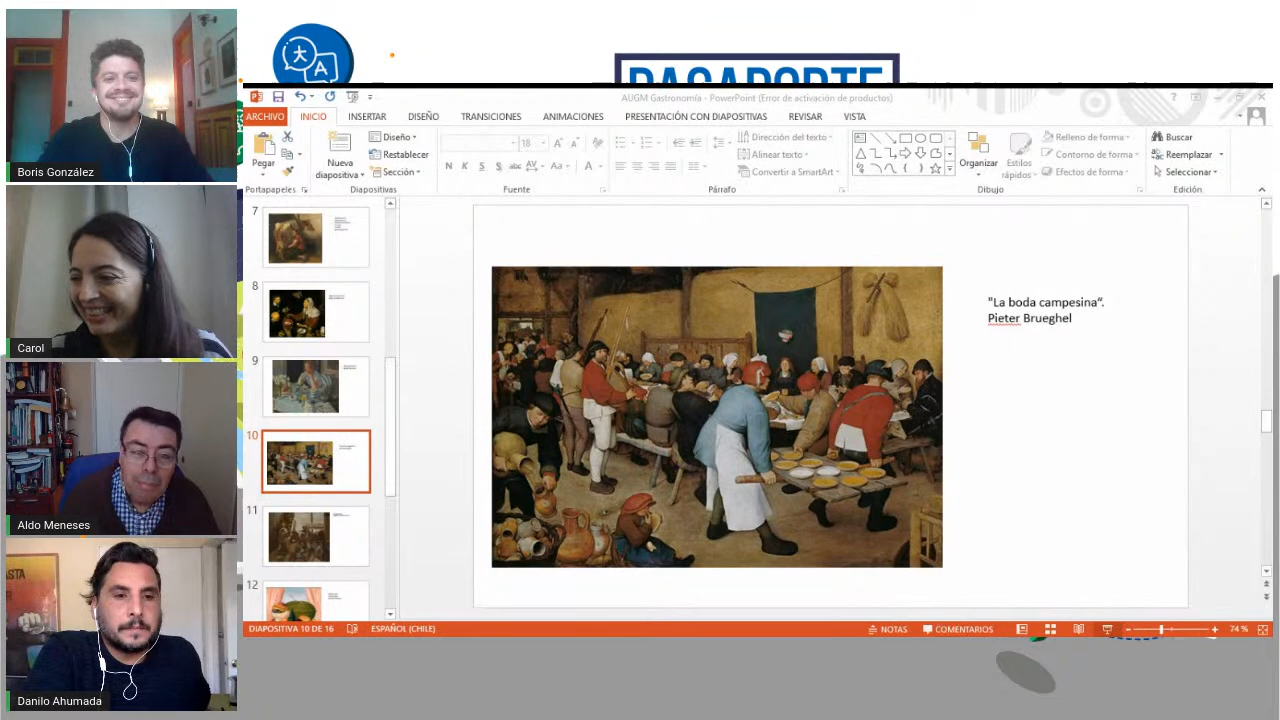 Boris González
Carol
Aldo Meneses
Danilo Ahumada
PASAPORTE
AUGM Gastronomía - PowerPoint (Error de activación de productos)
ARCHIVO INICIO INSERTAR DISEÑO TRANSICIONES ANIMACIONES PRESENTACIÓN CON DIAPOSITIVAS REVISAR VISTA
Pegar
Portapapeles
Nueva
diapositiva
Diseño
Restablecer
Sección
Diapositivas
18
N K S abc AV Aa A
Fuente
Dirección del texto
Alinear texto
Convertir a SmartArt
Párrafo
Organizar
Estilos
rápidos
Relleno de forma
Contorno de forma
Efectos de forma
Dibujo
Buscar
Reemplazar
Seleccionar
Edición
7
8
9
10
11
12
"La boda campesina“.
Pieter Brueghel
DIAPOSITIVA 10 DE 16 ESPAÑOL (CHILE) NOTAS COMENTARIOS 74 %